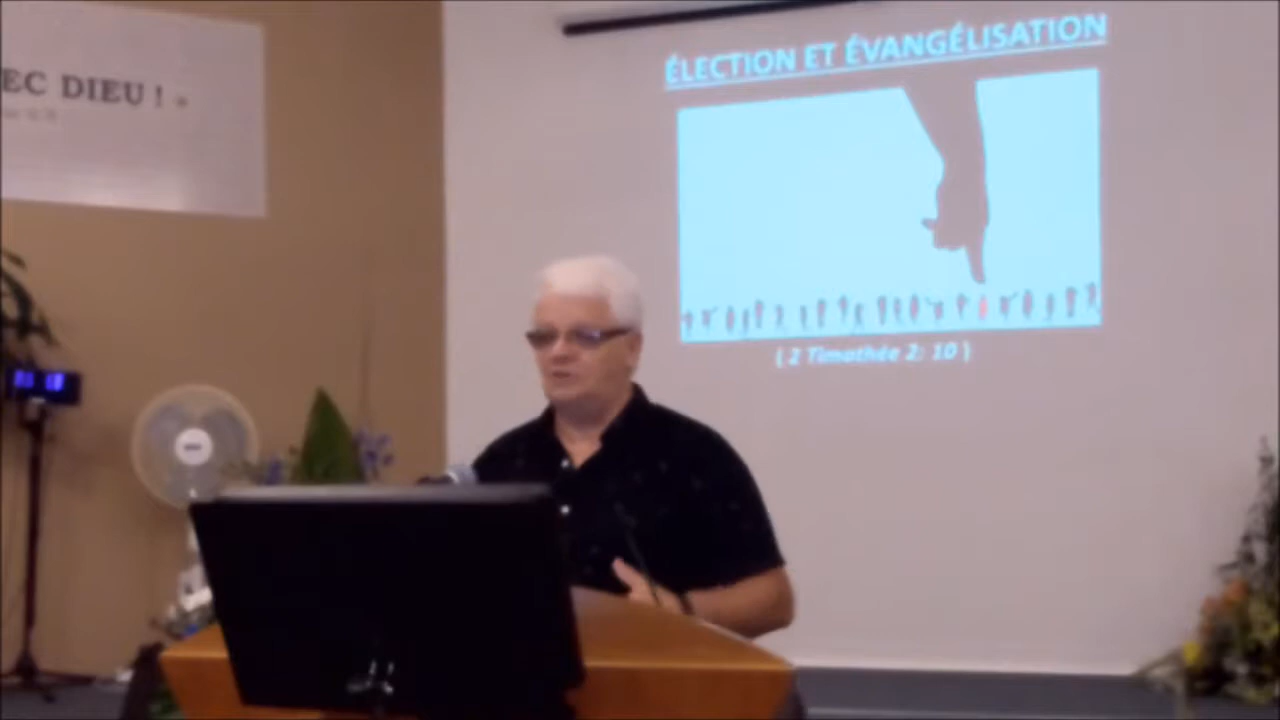 EC DIEU ! »
ÉLECTION ET ÉVANGÉLISATION
( 2 Timothée 2: 10 )